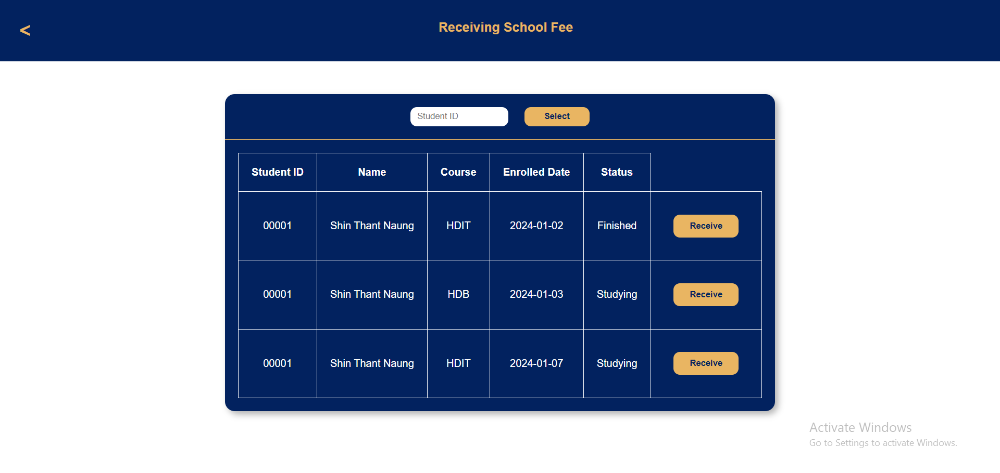 <
Receiving School Fee
Student ID Select
Student ID Name Course Enrolled Date Status
00001 Shin Thant Naung HDIT 2024-01-02 Finished Receive
00001 Shin Thant Naung HDB 2024-01-03 Studying Receive
00001 Shin Thant Naung HDIT 2024-01-07 Studying Receive
Activate Windows
Go to Settings to activate Windows.